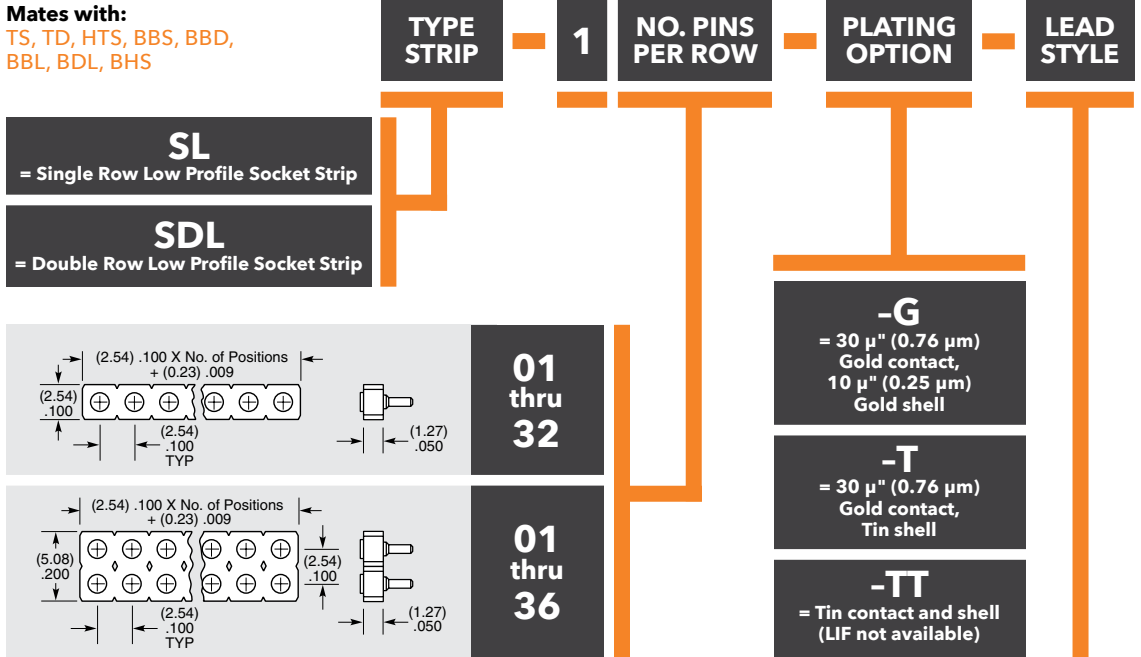 Mates with:
TS, TD, HTS, BBS, BBD,
BBL, BDL, BHS
TYPE
STRIP
1
NO. PINS
PER ROW
PLATING
OPTION
LEAD
STYLE
SL
= Single Row Low Profile Socket Strip
SDL
= Double Row Low Profile Socket Strip
(2.54) .100 X No. of Positions
+ (0.23) .009
(2.54)
.100
(2.54)
.100
TYP
(1.27)
.050
01
thru
32
(2.54) .100 X No. of Positions
+ (0.23) .009
(5.08)
.200
(2.54)
.100
(2.54)
.100
TYP
(1.27)
.050
01
thru
36
–G
= 30 µ" (0.76 µm)
Gold contact,
10 µ" (0.25 µm)
Gold shell
–T
= 30 µ" (0.76 µm)
Gold contact,
Tin shell
–TT
= Tin contact and shell
(LIF not available)